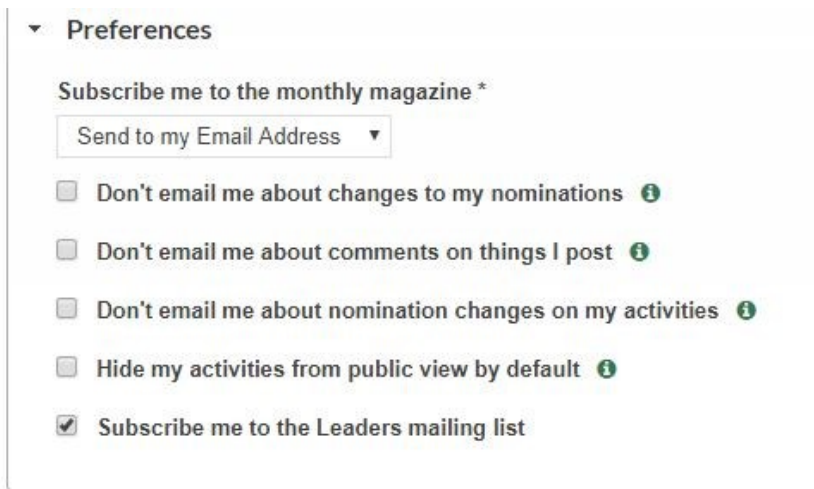 Preferences
Subscribe me to the monthly magazine *
Send to my Email Address
Don't email me about changes to my nominations
Don't email me about comments on things I post
Don't email me about nomination changes on my activities
Hide my activities from public view by default
Subscribe me to the Leaders mailing list